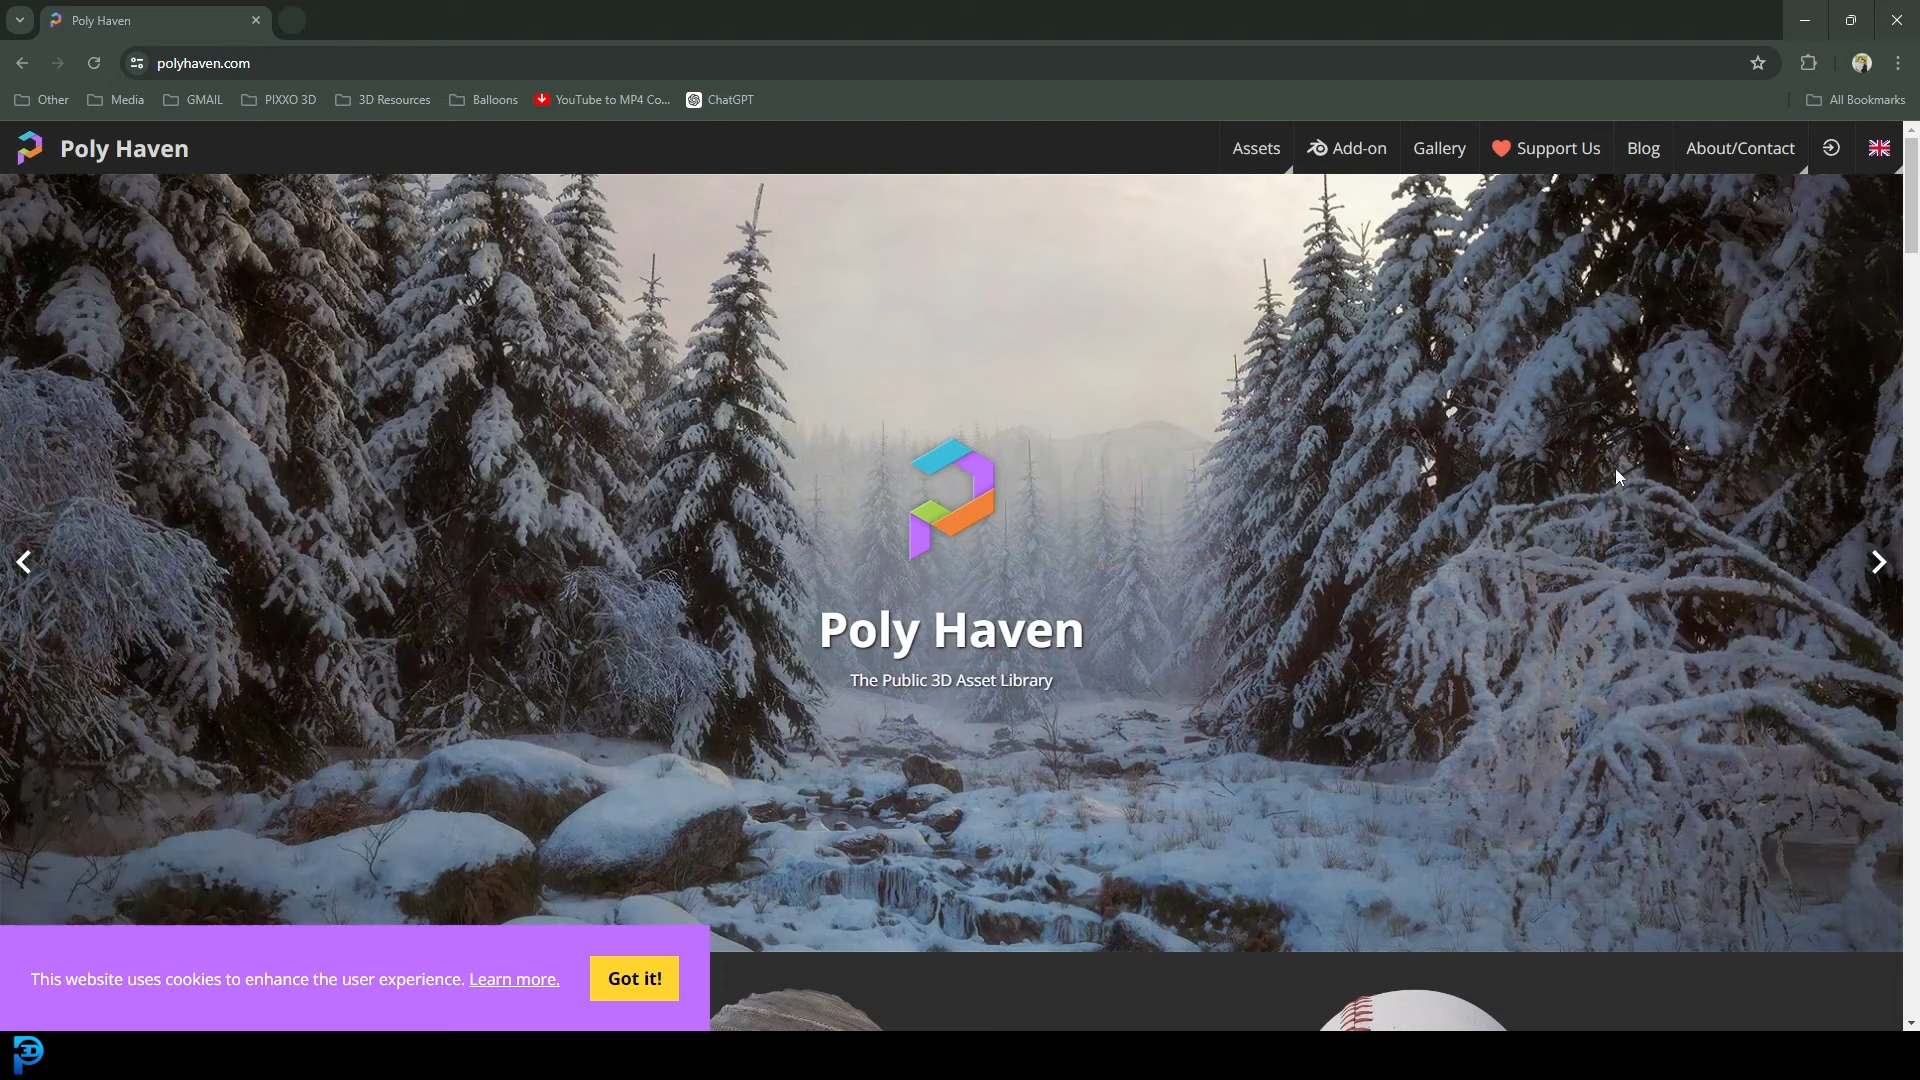 Poly Haven
polyhaven.com
Other
Media
GMAIL
PIXXO 3D
3D Resources
Balloons
YouTube to MP4 Co...
ChatGPT
All Bookmarks
Poly Haven
Assets
Add-on
Gallery
Support Us
Blog
About/Contact
Poly Haven
The Public 3D Asset Library
This website uses cookies to enhance the user experience. Learn more.
Got it!
3D